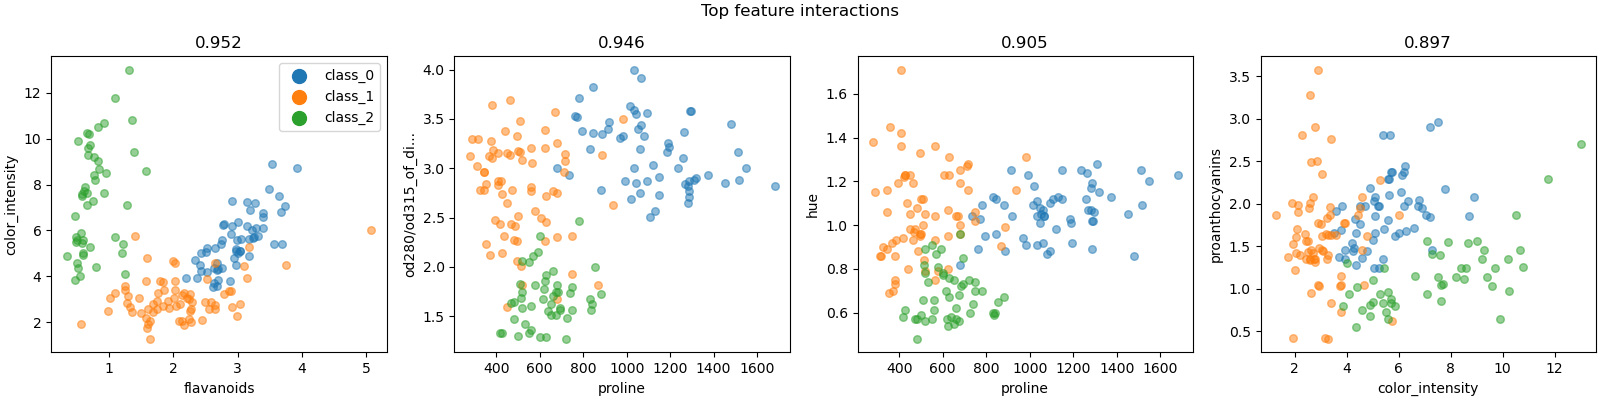 Top feature interactions
0.952
color_intensity
12
10
8
6
4
2
class_0
class_1
class_2
1 2 3 4 5
flavanoids
0.946
od280/od315_of_di...
4.0
3.5
3.0
2.5
2.0
1.5
400 600 800 1000 1200 1400 1600
proline
0.905
hue
1.6
1.4
1.2
1.0
0.8
0.6
400 600 800 1000 1200 1400 1600
proline
0.897
proanthocyanins
3.5
3.0
2.5
2.0
1.5
1.0
0.5
2 4 6 8 10 12
color_intensity